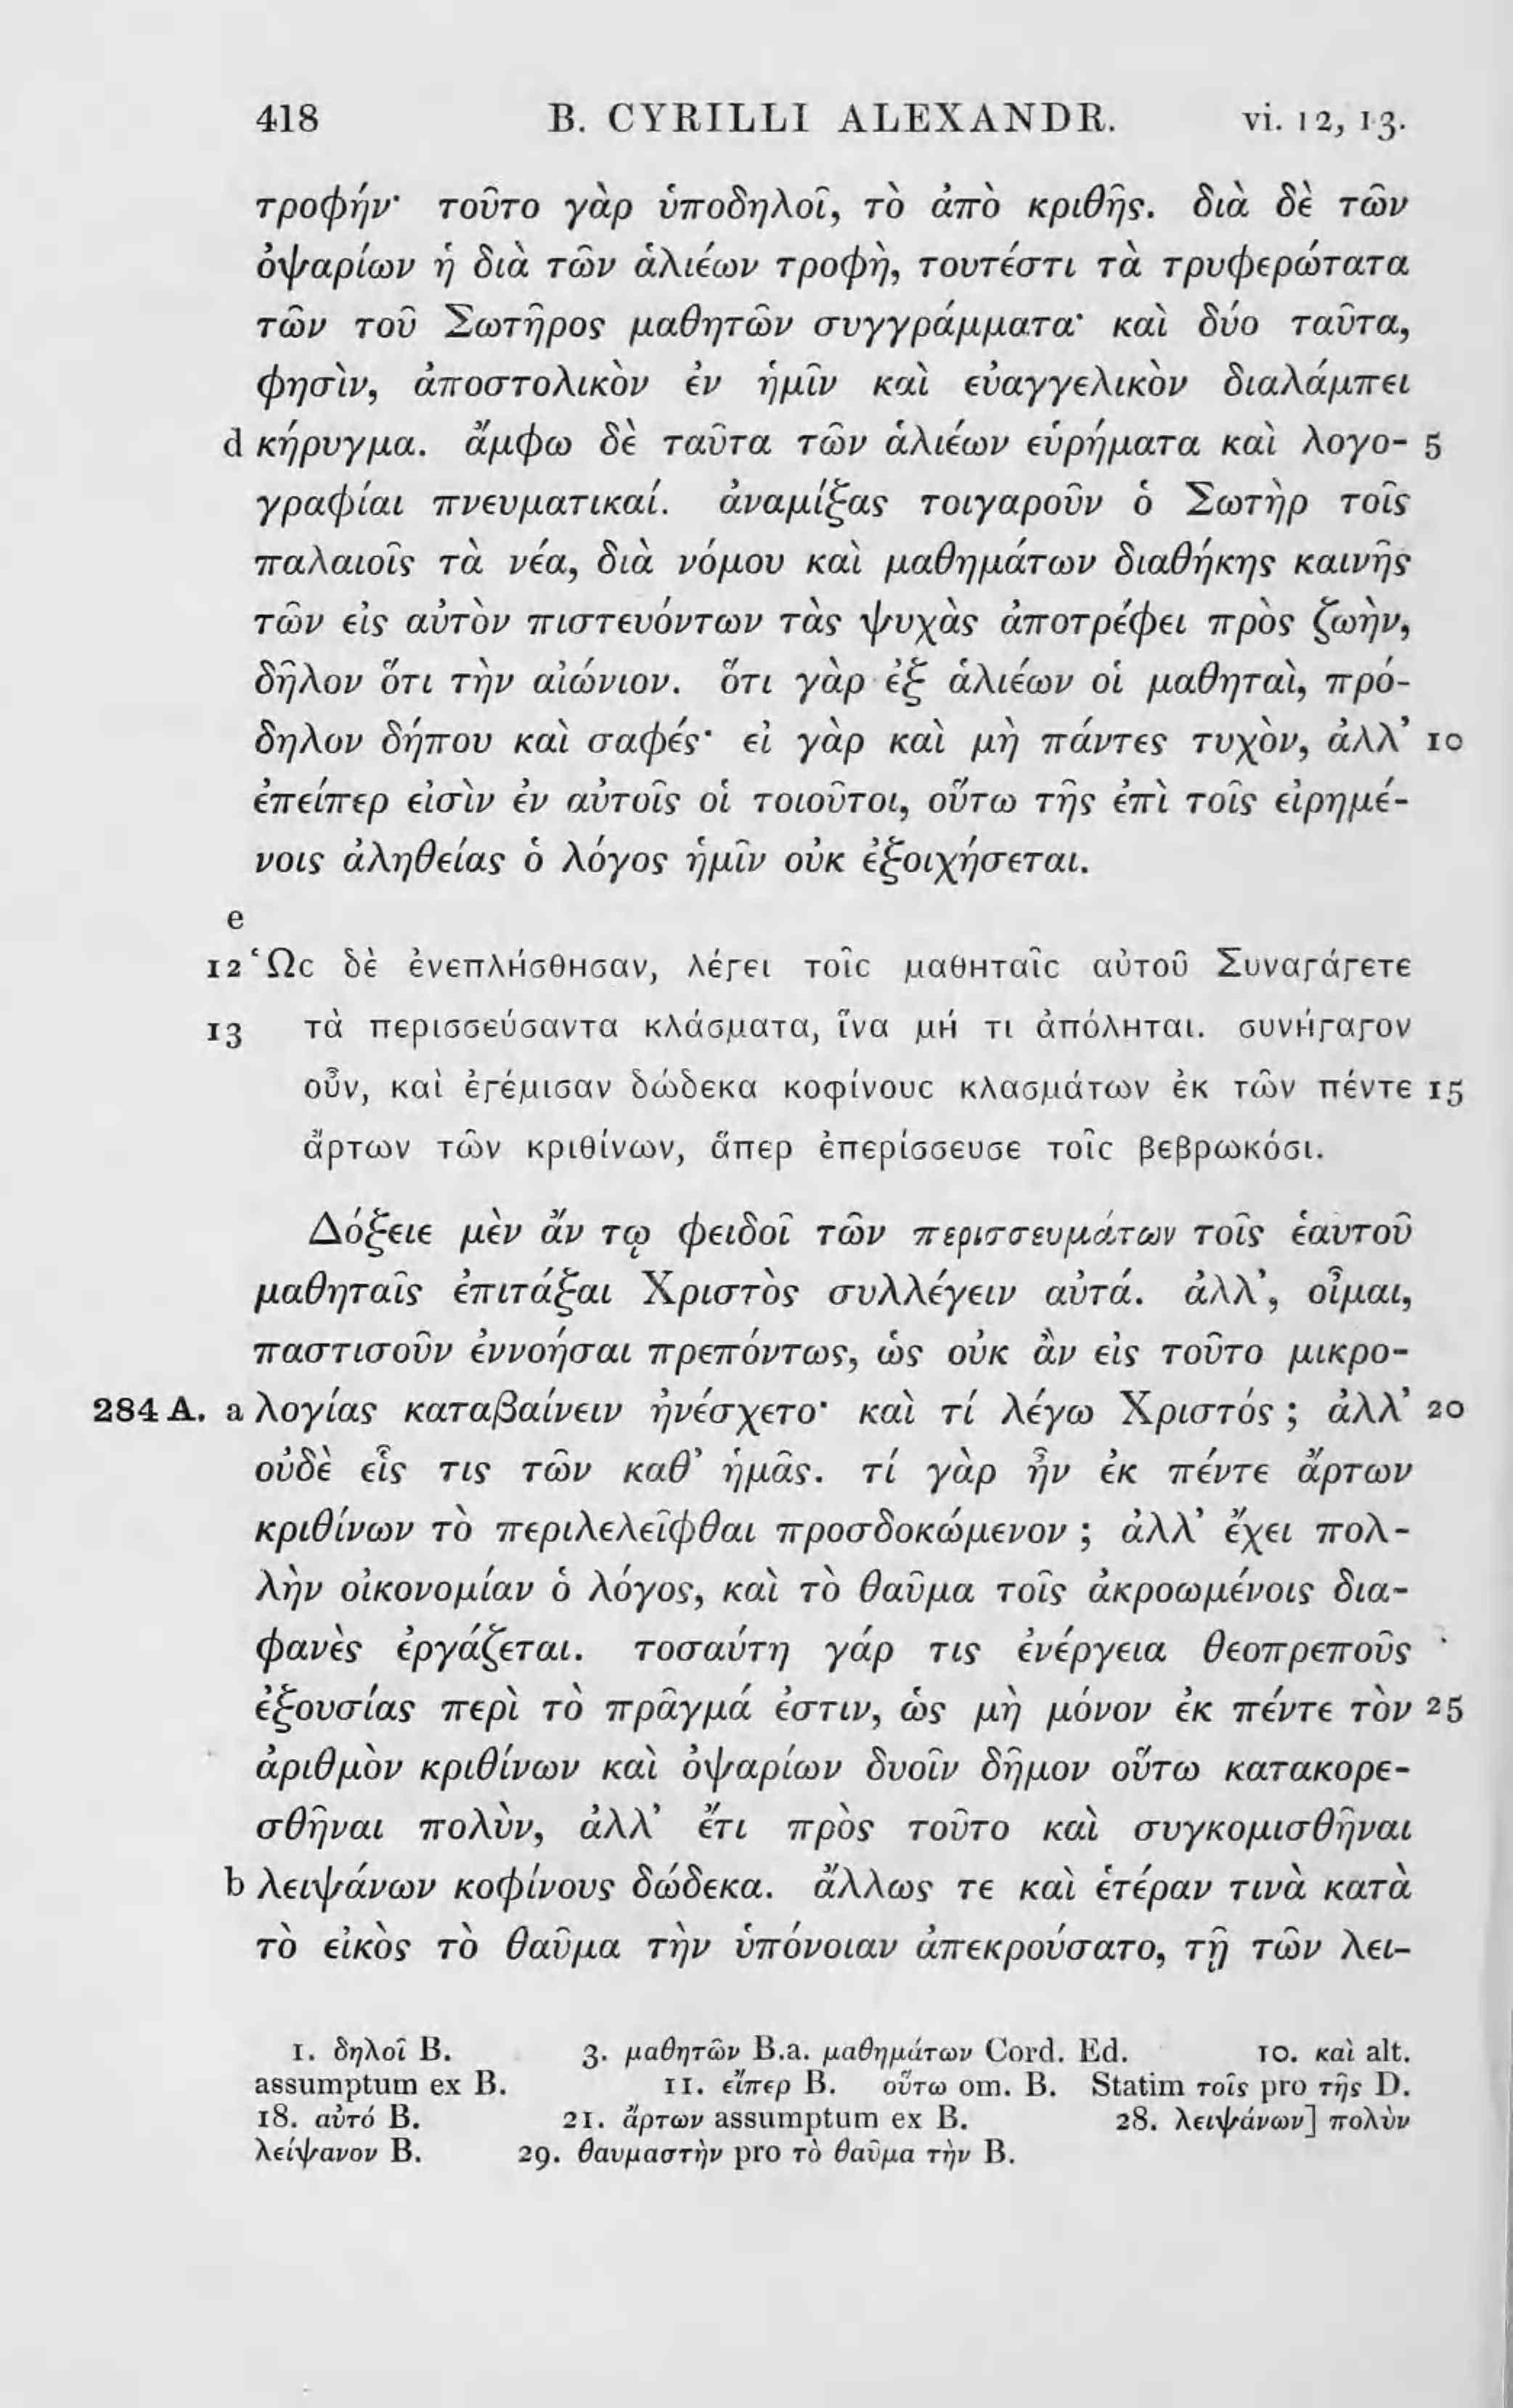 418 B. CYRILLI ALEXANDR. vi. 12, 13.
τροφήν· τοῦτο γὰρ ὑποδηλοῖ, τὸ ἀπὸ κριθῆς. διὰ δὲ τῶν
ὀψαρίων ἡ διὰ τῶν ἁλιέων τροφὴ, τουτέστι τὰ τρυφερώτατα
τῶν τοῦ Σωτῆρος μαθητῶν συγγράμματα· καὶ δύο ταῦτα,
φησὶν, ἀποστολικὸν ἐν ἡμῖν καὶ εὐαγγελικὸν διαλάμπει
d κήρυγμα. ἄμφω δὲ ταῦτα τῶν ἁλιέων εὑρήματα καὶ λογο- 5
γραφίαι πνευματικαί. ἀναμίξας τοιγαροῦν ὁ Σωτὴρ τοῖς
παλαιοῖς τὰ νέα, διὰ νόμου καὶ μαθημάτων διαθήκης καινῆς
τῶν εἰς αὐτὸν πιστευόντων τὰς ψυχὰς ἀποτρέφει πρὸς ζωὴν,
δῆλον ὅτι τὴν αἰώνιον. ὅτι γὰρ ἐξ ἁλιέων οἱ μαθηταὶ, πρό-
δηλον δήπου καὶ σαφές· εἰ γὰρ καὶ μὴ πάντες τυχὸν, ἀλλ’ 10
ἐπείπερ εἰσὶν ἐν αὐτοῖς οἱ τοιοῦτοι, οὕτω τῆς ἐπὶ τοῖς εἰρημέ-
νοις ἀληθείας ὁ λόγος ἡμῖν οὐκ ἐξοιχήσεται.
e
12 Ὡς δὲ ἐνεπλήσθησαν, λέγει τοῖς μαθηταῖς αὐτοῦ Συναγάγετε
13 τὰ περισσεύσαντα κλάσματα, ἵνα μή τι ἀπόληται. συνήγαγον
οὖν, καὶ ἐγέμισαν δώδεκα κοφίνους κλασμάτων ἐκ τῶν πέντε 15
ἄρτων τῶν κριθίνων, ἅπερ ἐπερίσσευσε τοῖς βεβρωκόσι.
Δόξειε μὲν ἄν τῳ φειδοῖ τῶν περισσευμάτων τοῖς ἑαυτοῦ
μαθηταῖς ἐπιτάξαι Χριστὸς συλλέγειν αὐτά. ἀλλ’, οἶμαι,
παστισοῦν ἐννοήσαι πρεπόντως, ὡς οὐκ ἂν εἰς τοῦτο μικρο-
284 A. a λογίας καταβαίνειν ἠνέσχετο· καὶ τί λέγω Χριστός ; ἀλλ’ 20
οὐδὲ εἷς τις τῶν καθ’ ἡμᾶς. τί γὰρ ἦν ἐκ πέντε ἄρτων
κριθίνων τὸ περιλελεῖφθαι προσδοκώμενον ; ἀλλ’ ἔχει πολ-
λὴν οἰκονομίαν ὁ λόγος, καὶ τὸ θαῦμα τοῖς ἀκροωμένοις δια-
φανὲς ἐργάζεται. τοσαύτη γάρ τις ἐνέργεια θεοπρεποῦς
ἐξουσίας περὶ τὸ πρᾶγμά ἐστιν, ὡς μὴ μόνον ἐκ πέντε τὸν 25
ἀριθμὸν κριθίνων καὶ ὀψαρίων δυοῖν δῆμον οὕτω κατακορε-
σθῆναι πολὺν, ἀλλ’ ἔτι πρὸς τοῦτο καὶ συγκομισθῆναι
b λειψάνων κοφίνους δώδεκα. ἄλλως τε καὶ ἑτέραν τινὰ κατὰ
τὸ εἰκὸς τὸ θαῦμα τὴν ὑπόνοιαν ἀπεκρούσατο, τῇ τῶν λει-
1. δηλοῖ B. 3. μαθητῶν B.a. μαθημάτων Cord. Ed. 10. καὶ alt.
assumptum ex B. 11. εἴπερ B. οὕτω om. B. Statim τοῖς pro τῆς D.
18. αὐτό B. 21. ἄρτων assumptum ex B. 28. λειψάνων] πολὺν
λείψανον B. 29. θαυμαστὴν pro τὸ θαῦμα τὴν B.